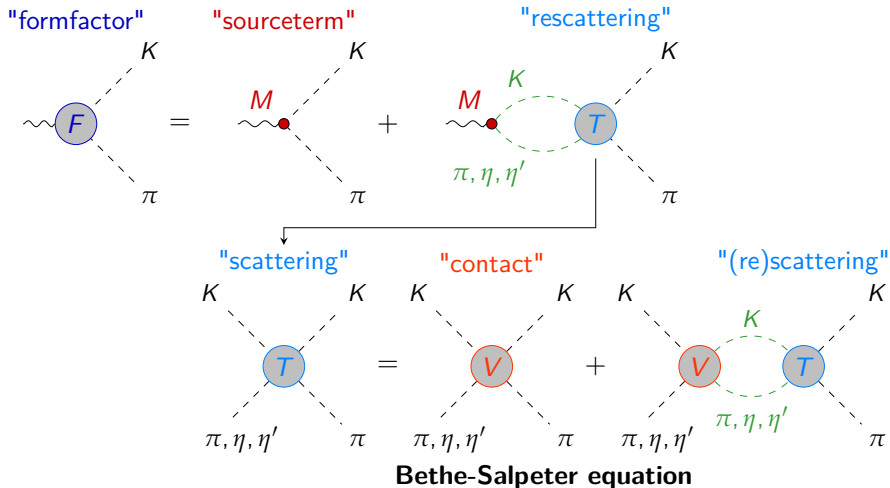 "formfactor" "sourceterm" "rescattering"
K K K
M M K
F = + T
π, η, η′
π π π
"scattering" "contact" "(re)scattering"
K K K K K K
K
T = V + V T
π, η, η′
π, η, η′ π π, η, η′ π π, η, η′ π
Bethe-Salpeter equation